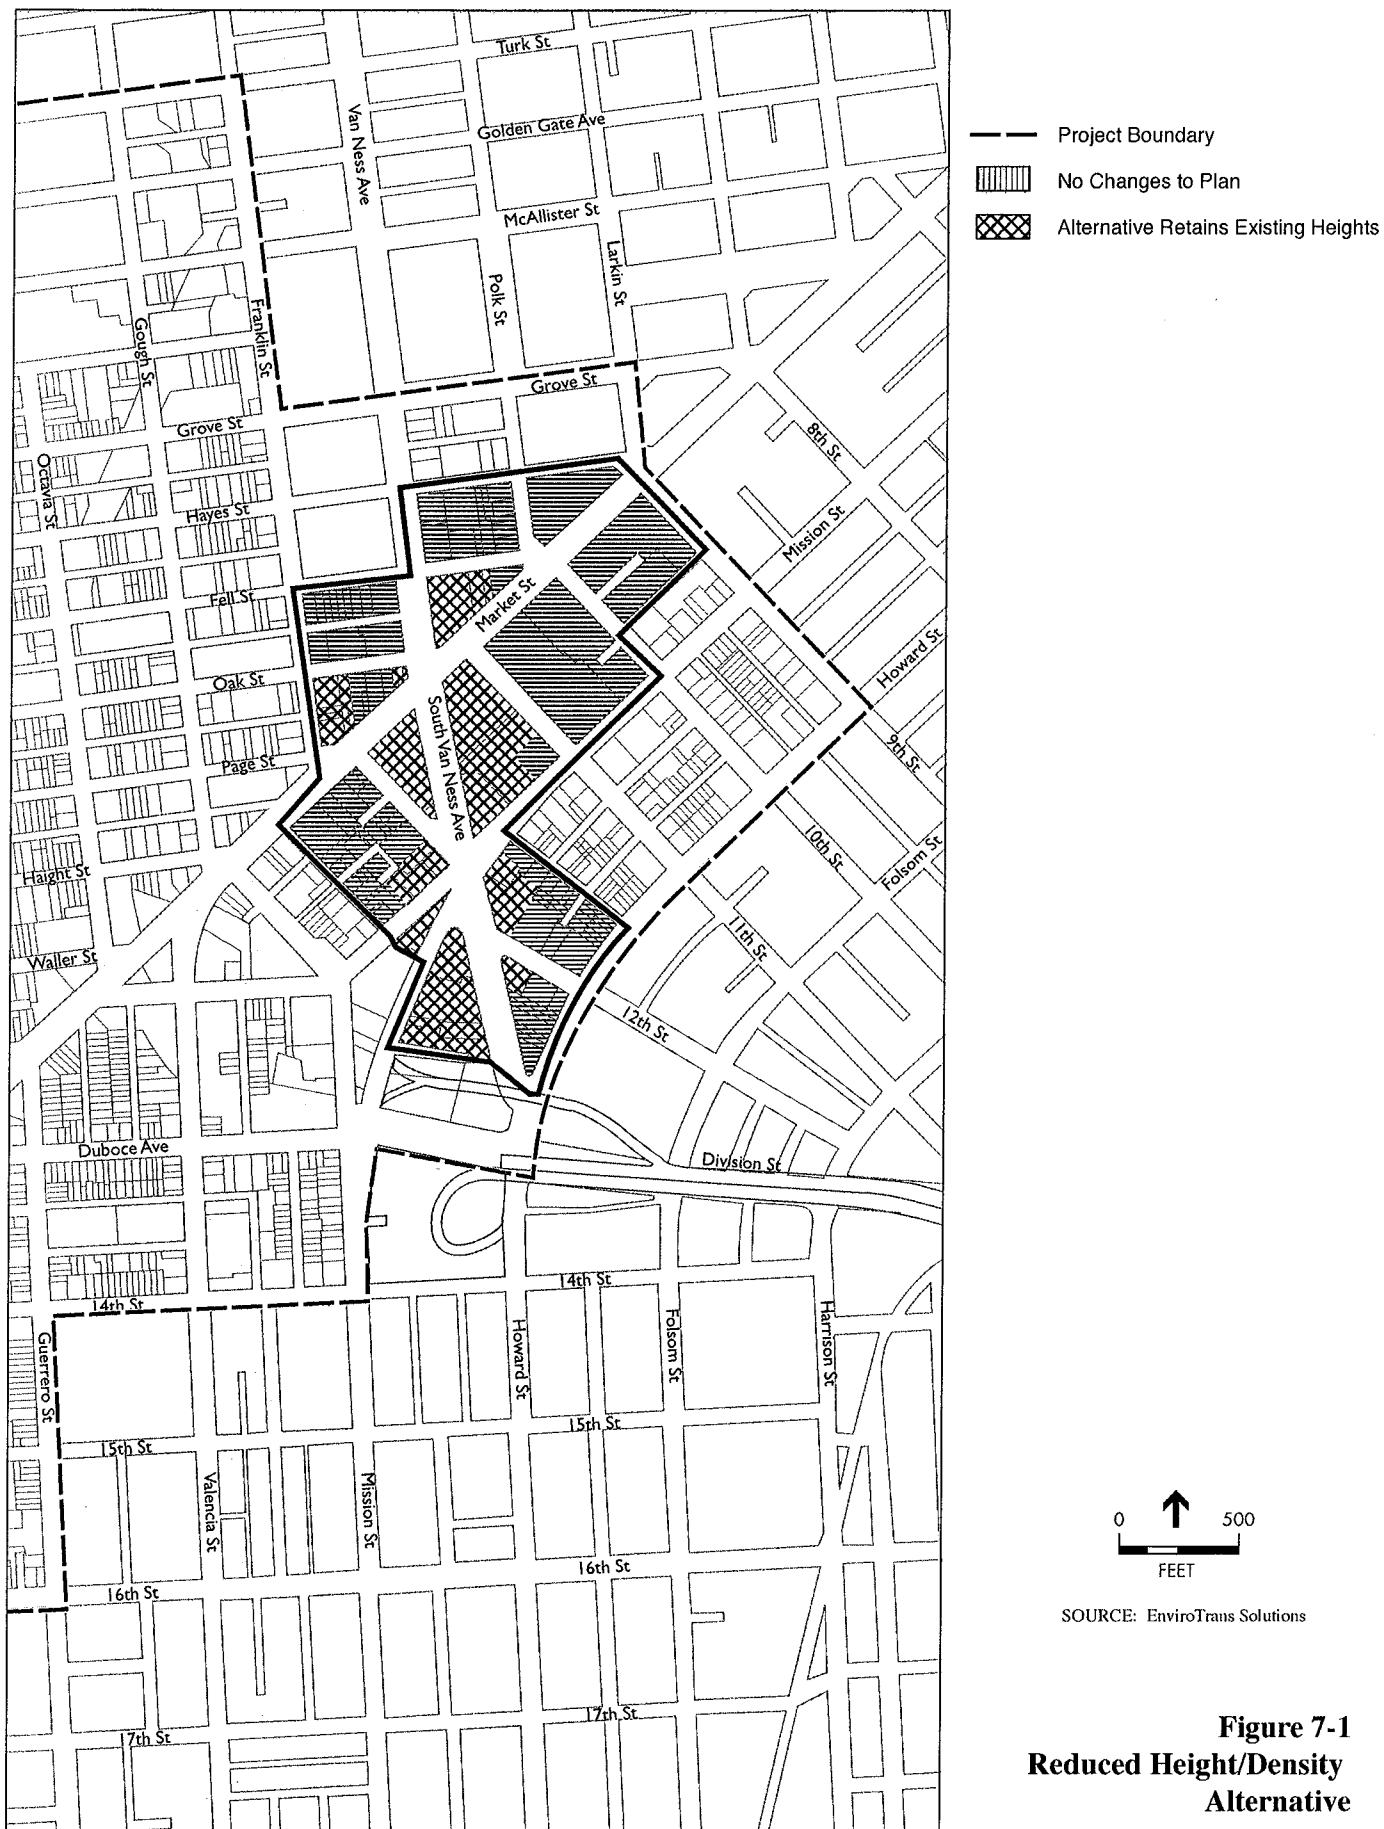 Turk St
Van Ness Ave
Golden Gate Ave
McAllister St
Larkin St
Polk St
Franklin St
Gough St
Grove St
Grove St
Octavia St
Hayes St
8th St
Mission St
Fell St
Market St
Howard St
Oak St
South Van Ness Ave
9th St
Page St
10th St
Folsom St
Haight St
11th St
Waller St
12th St
Duboce Ave
Division St
14th St
14th St
Guerrero St
Howard St
Folsom St
Harrison St
15th St
15th St
Valencia St
Mission St
16th St
16th St
17th St
17th St
Project Boundary
No Changes to Plan
Alternative Retains Existing Heights
0 500
FEET
SOURCE: EnviroTrans Solutions
Figure 7-1
Reduced Height/Density
Alternative